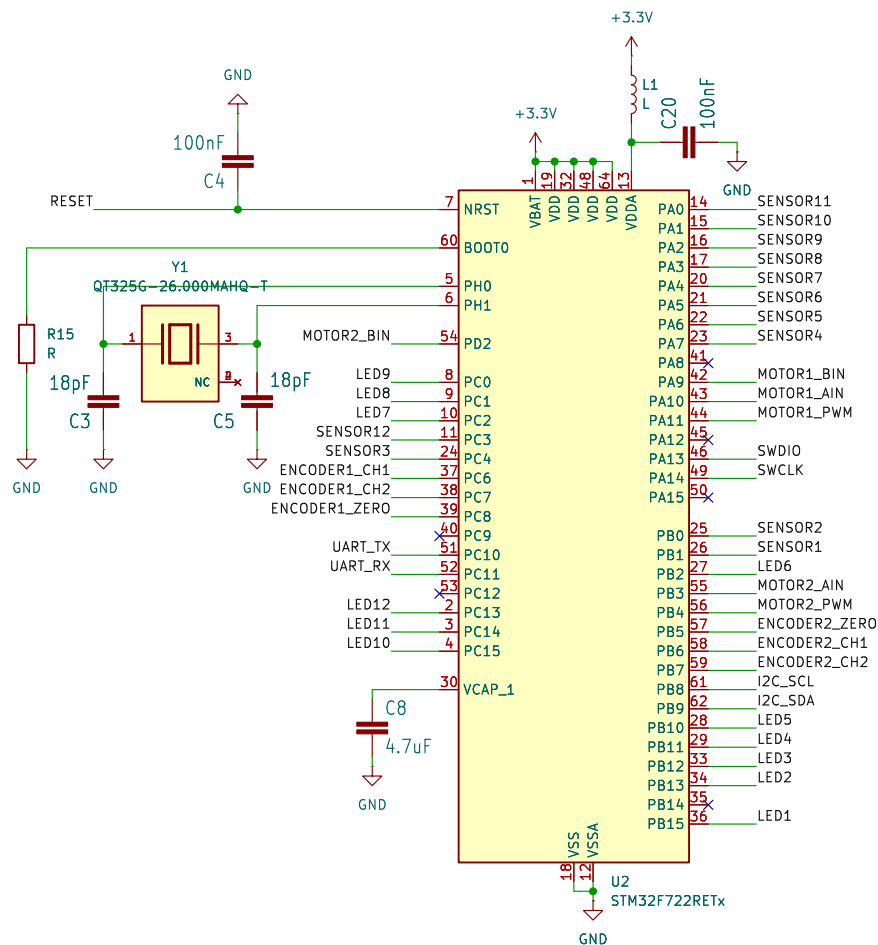 +3.3V
GND
L1
L
C20
100nF
+3.3V
100nF
C4
GND
RESET
1
19
32
48
64
13
VBAT
VDD
VDD
VDD
VDD
VDDA
7 NRST
60 BOOT0
5 PH0
6 PH1
54 PD2
8 PC0
9 PC1
10 PC2
11 PC3
24 PC4
37 PC6
38 PC7
39 PC8
40 PC9
51 PC10
52 PC11
53 PC12
2 PC13
3 PC14
4 PC15
30 VCAP_1
Y1
QT325G-26.000MAHQ-T
1
3
NC
R15
R
18pF
C3
18pF
C5
GND
GND
GND
MOTOR2_BIN
LED9
LED8
LED7
SENSOR12
SENSOR3
ENCODER1_CH1
ENCODER1_CH2
ENCODER1_ZERO
UART_TX
UART_RX
LED12
LED11
LED10
C8
4.7uF
GND
PA0 14 SENSOR11
PA1 15 SENSOR10
PA2 16 SENSOR9
PA3 17 SENSOR8
PA4 20 SENSOR7
PA5 21 SENSOR6
PA6 22 SENSOR5
PA7 23 SENSOR4
PA8 41
PA9 42 MOTOR1_BIN
PA10 43 MOTOR1_AIN
PA11 44 MOTOR1_PWM
PA12 45
PA13 46 SWDIO
PA14 49 SWCLK
PA15 50
PB0 25 SENSOR2
PB1 26 SENSOR1
PB2 27 LED6
PB3 55 MOTOR2_AIN
PB4 56 MOTOR2_PWM
PB5 57 ENCODER2_ZERO
PB6 58 ENCODER2_CH1
PB7 59 ENCODER2_CH2
PB8 61 I2C_SCL
PB9 62 I2C_SDA
PB10 28 LED5
PB11 29 LED4
PB12 33 LED3
PB13 34 LED2
PB14 35
PB15 36 LED1
VSS
VSSA
18
12
U2
STM32F722RETx
GND
GND